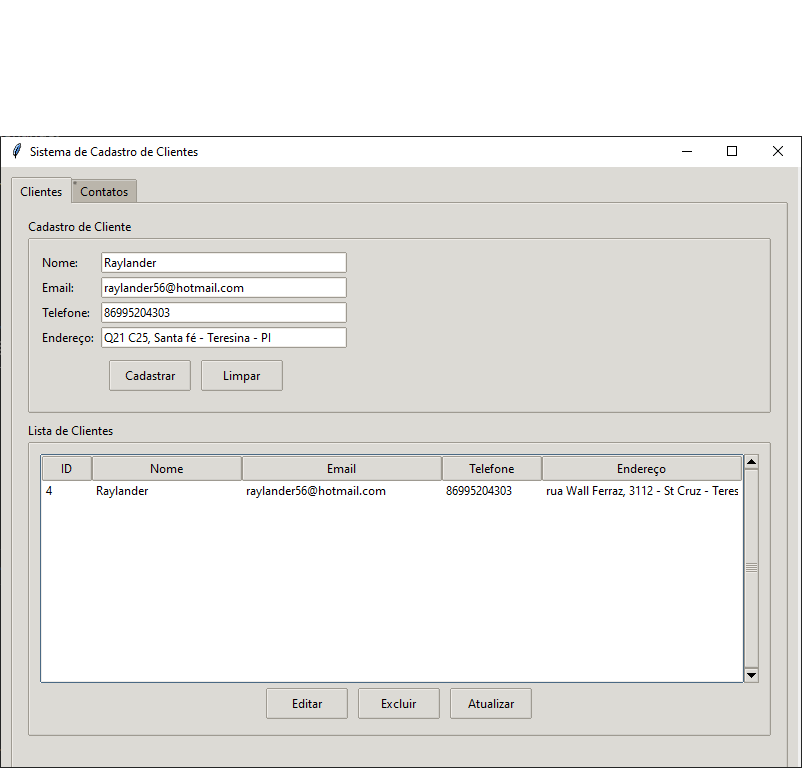 Sistema de Cadastro de Clientes
Clientes Contatos
Cadastro de Cliente
Nome: Raylander
Email: raylander56@hotmail.com
Telefone: 86995204303
Endereço: Q21 C25, Santa fé - Teresina - PI
Cadastrar Limpar
Lista de Clientes
ID Nome Email Telefone Endereço
4 Raylander raylander56@hotmail.com 86995204303 rua Wall Ferraz, 3112 - St Cruz - Teres
Editar Excluir Atualizar